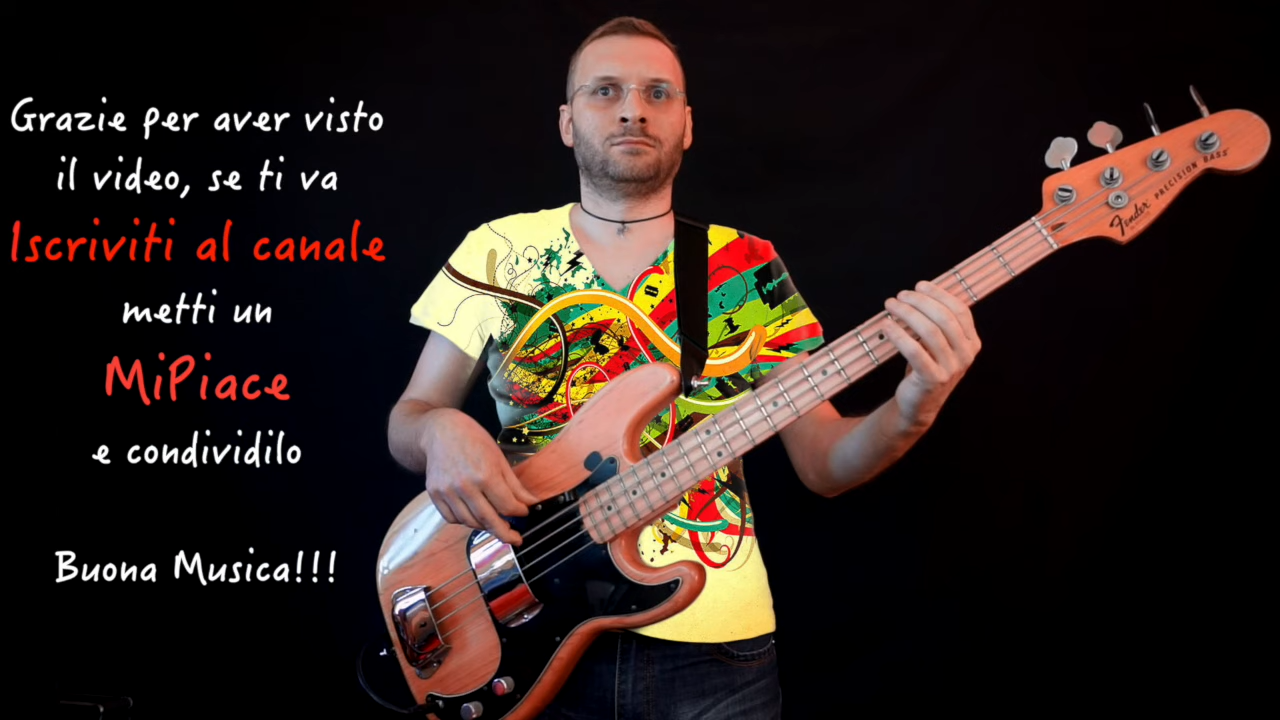 Grazie per aver visto
il video, se ti va
Iscriviti al canale
metti un
MiPiace
e condividilo
Buona Musica!!!
Fender PRECISION BASS